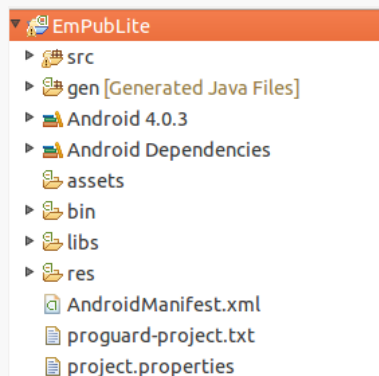 EmPubLite
src
gen [Generated Java Files]
Android 4.0.3
Android Dependencies
assets
bin
libs
res
AndroidManifest.xml
proguard-project.txt
project.properties